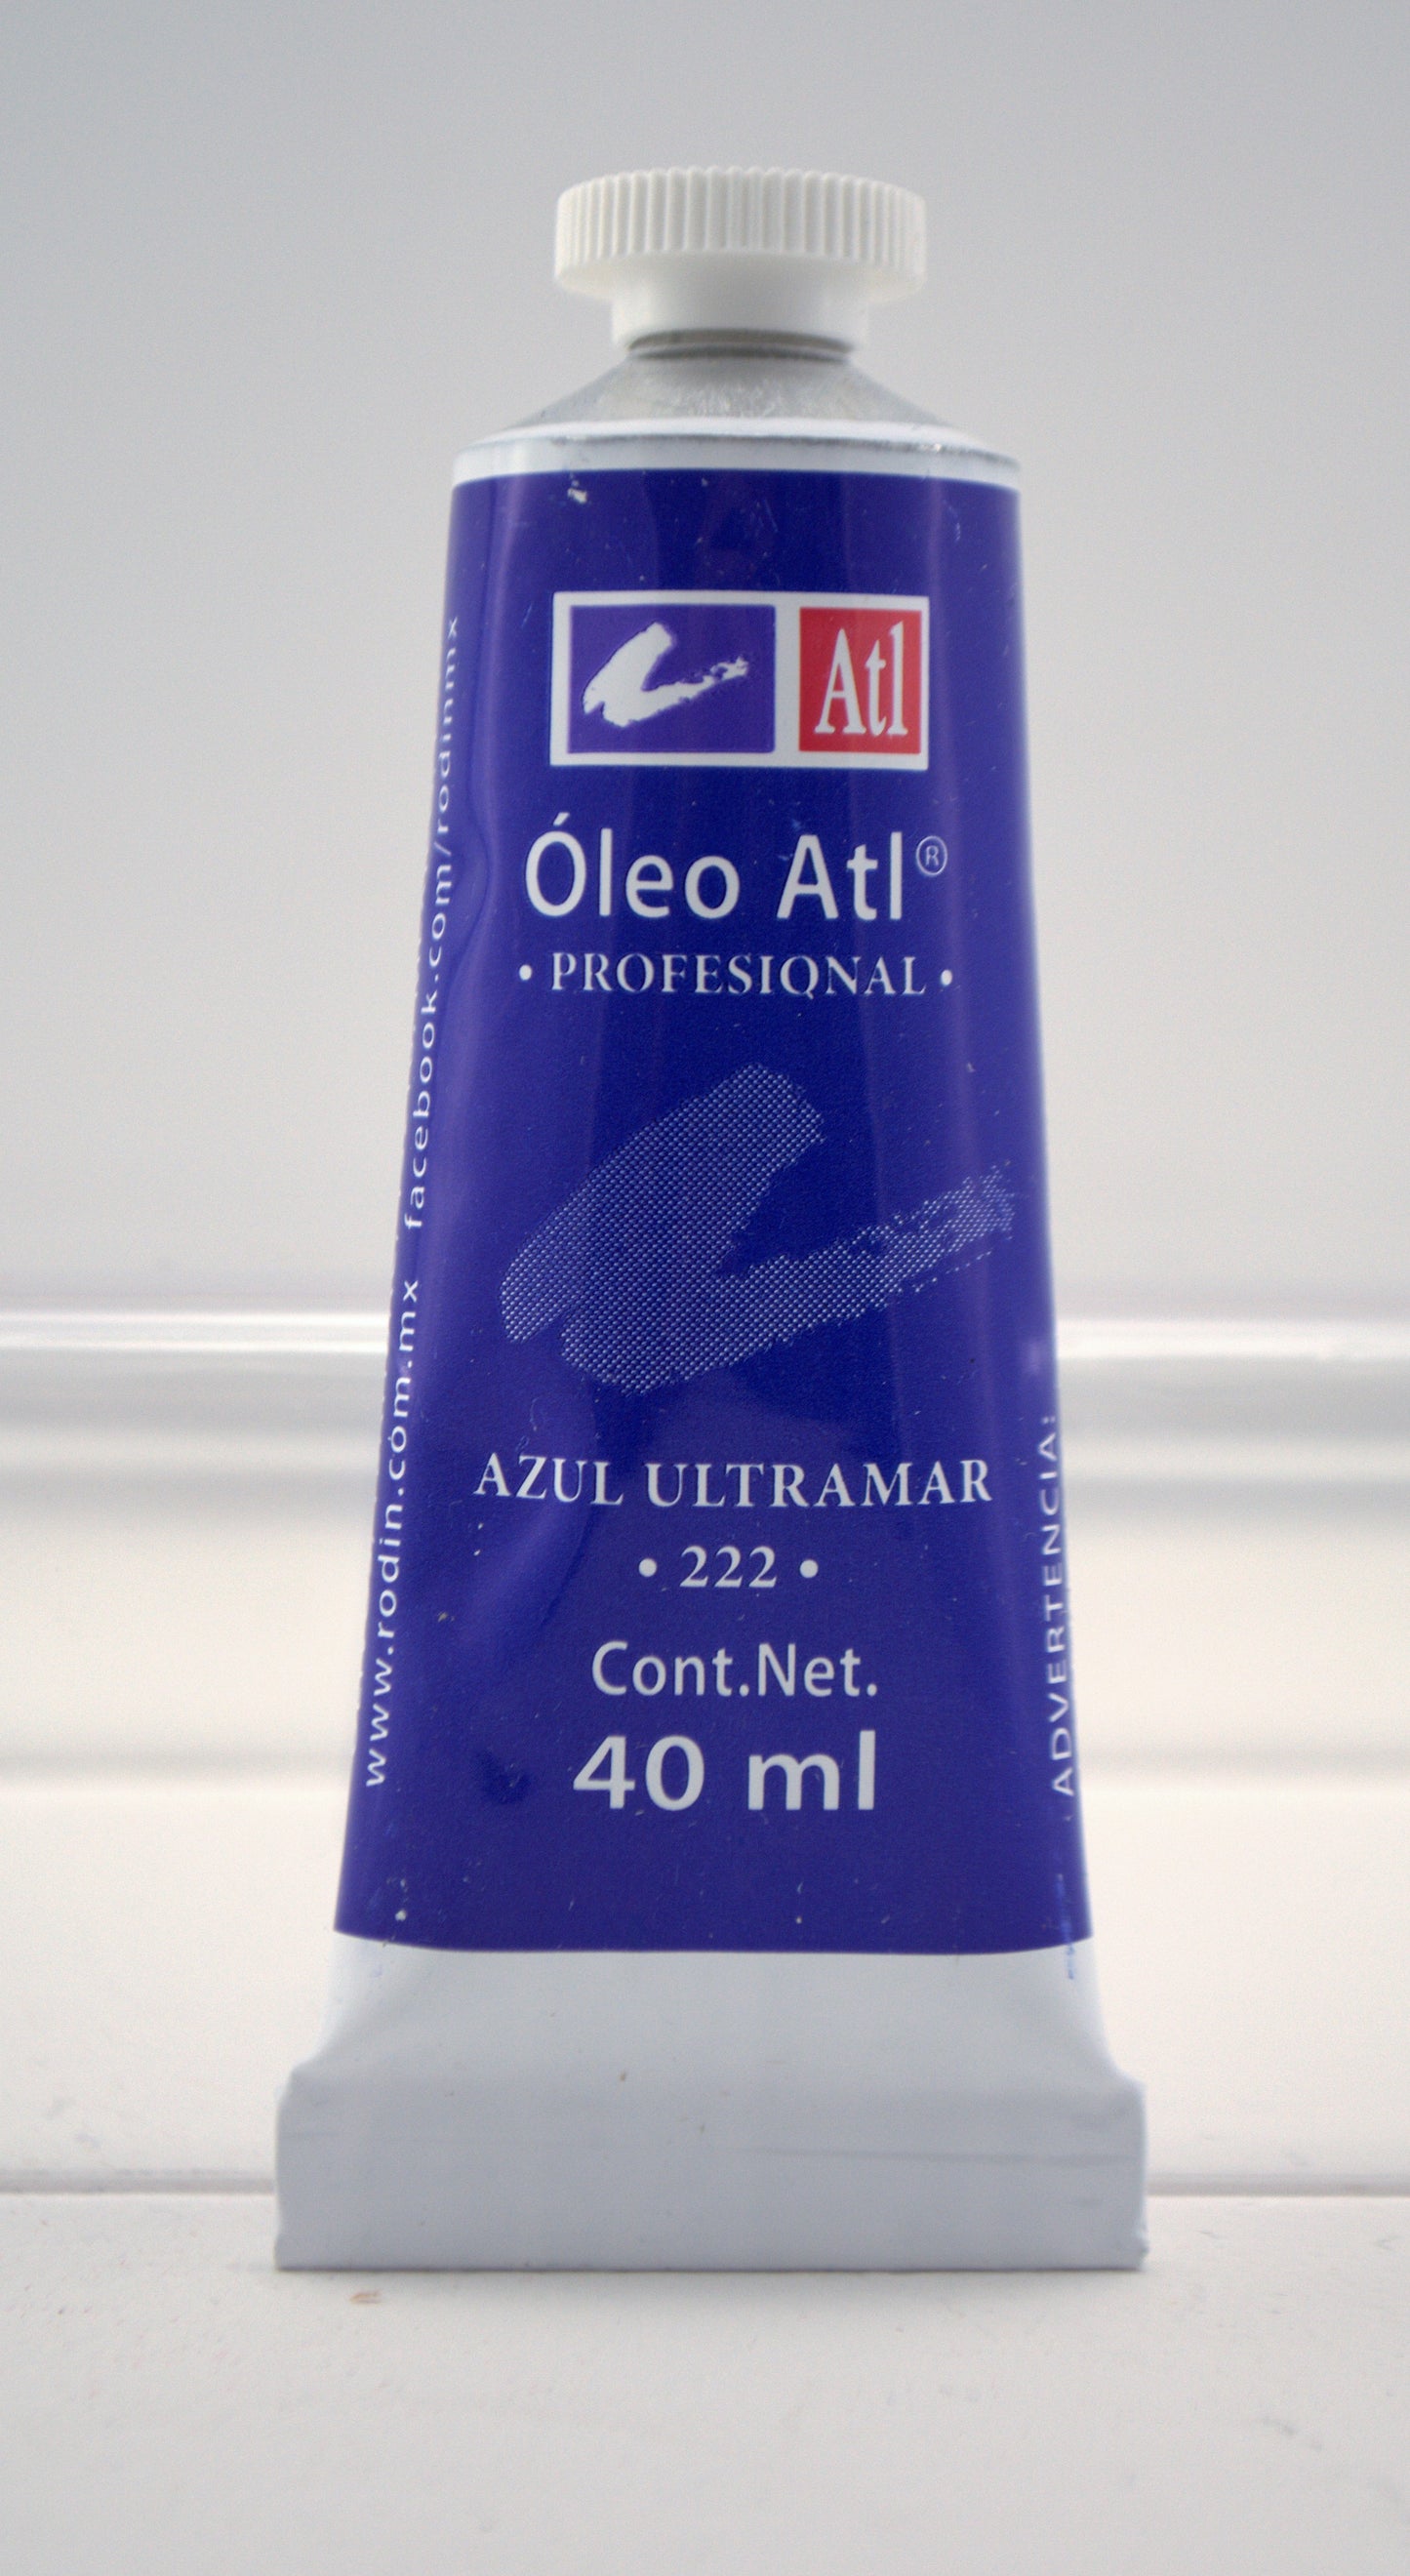 Atl
Óleo Atl®
• PROFESIONAL •
AZUL ULTRAMAR
• 222 •
Cont.Net.
40 ml
www.rodin.com.mx facebook.com/rodinmx
ADVERTENCIA: